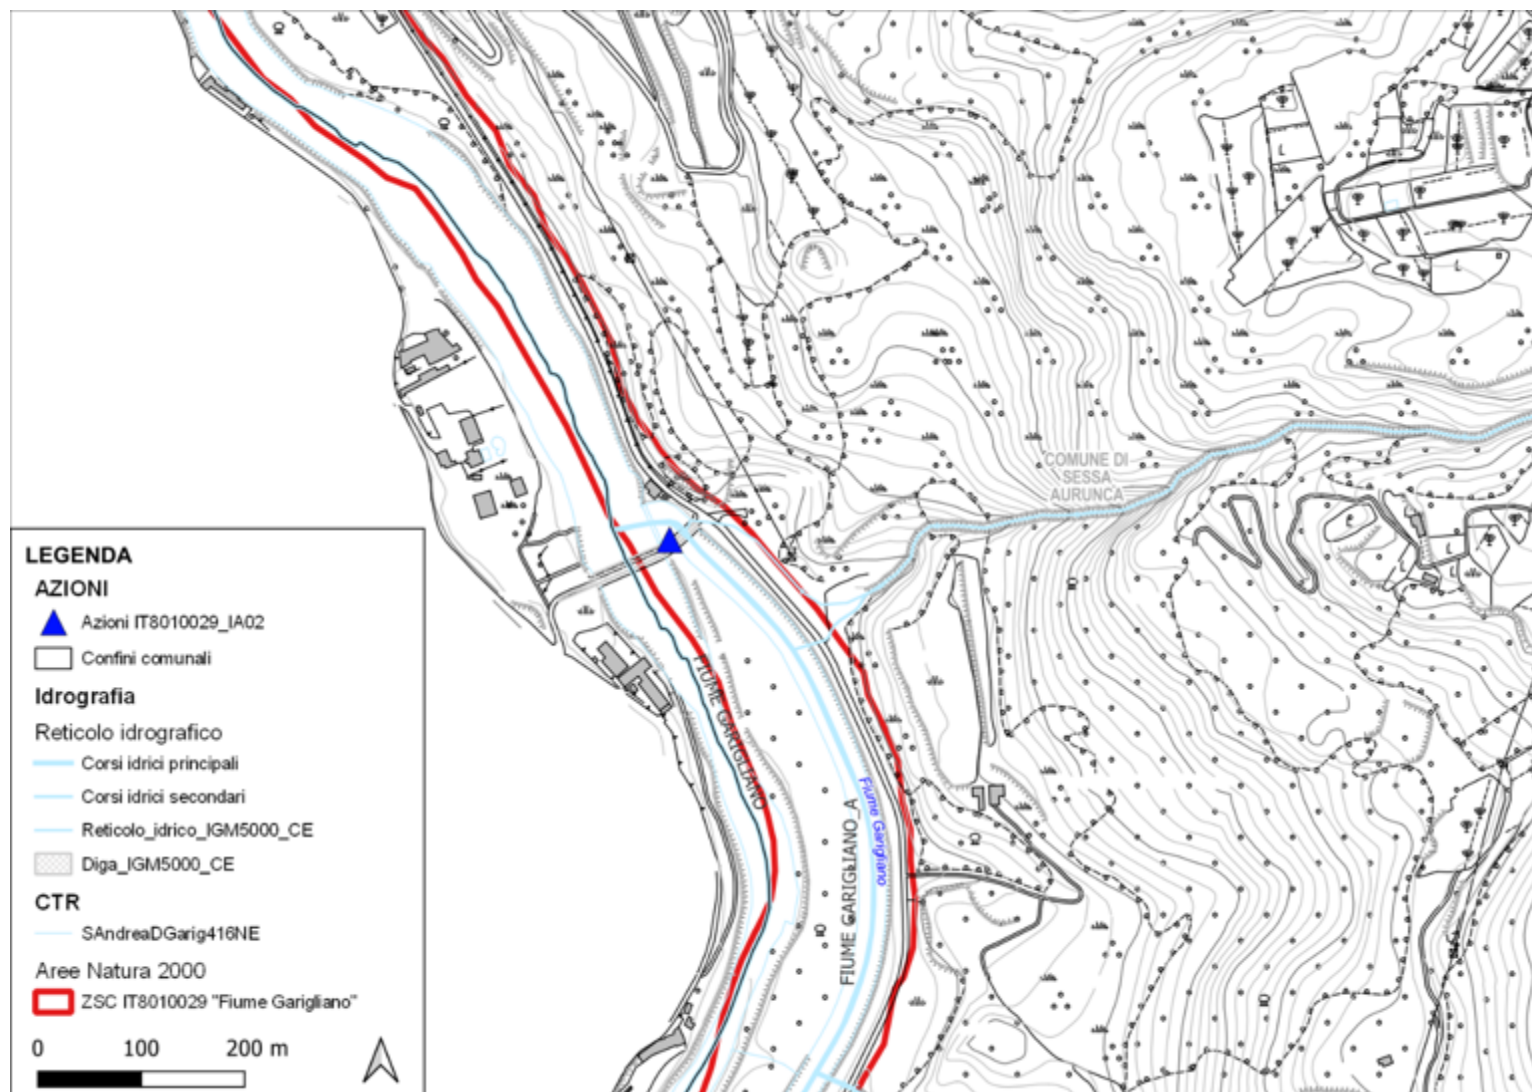 COMUNE DI
SESSA
AURUNCA
FIUME GARIGLIANO
FIUME GARIGLIANO_A
Fiume Garigliano
LEGENDA
AZIONI
Azioni IT8010029_IA02
Confini comunali
Idrografia
Reticolo idrografico
Corsi idrici principali
Corsi idrici secondari
Reticolo_idrico_IGM5000_CE
Diga_IGM5000_CE
CTR
SAndreaDGarig416NE
Aree Natura 2000
ZSC IT8010029 "Fiume Garigliano"
0 100 200 m
L
L
L
L
L